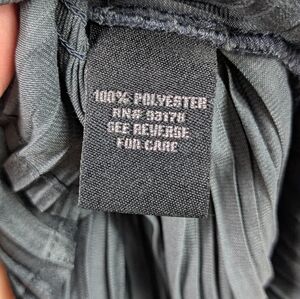 100% POLYESTER
RN# 93178
SEE REVERSE
FOR CARE